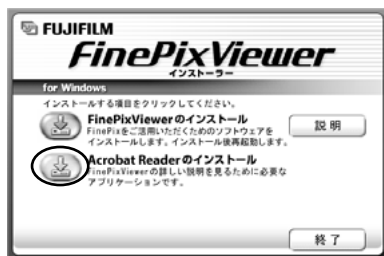 FUJIFILM
FinePixViewer
インストーラー
for Windows
インストールする項目をクリックしてください。
FinePixViewerのインストール
FinePixをご活用いただくためのソフトウェアを
インストールします。インストール後再起動します。
説 明
Acrobat Readerのインストール
FinePixViewerの詳しい説明を見るために必要な
アプリケーションです。
終 了